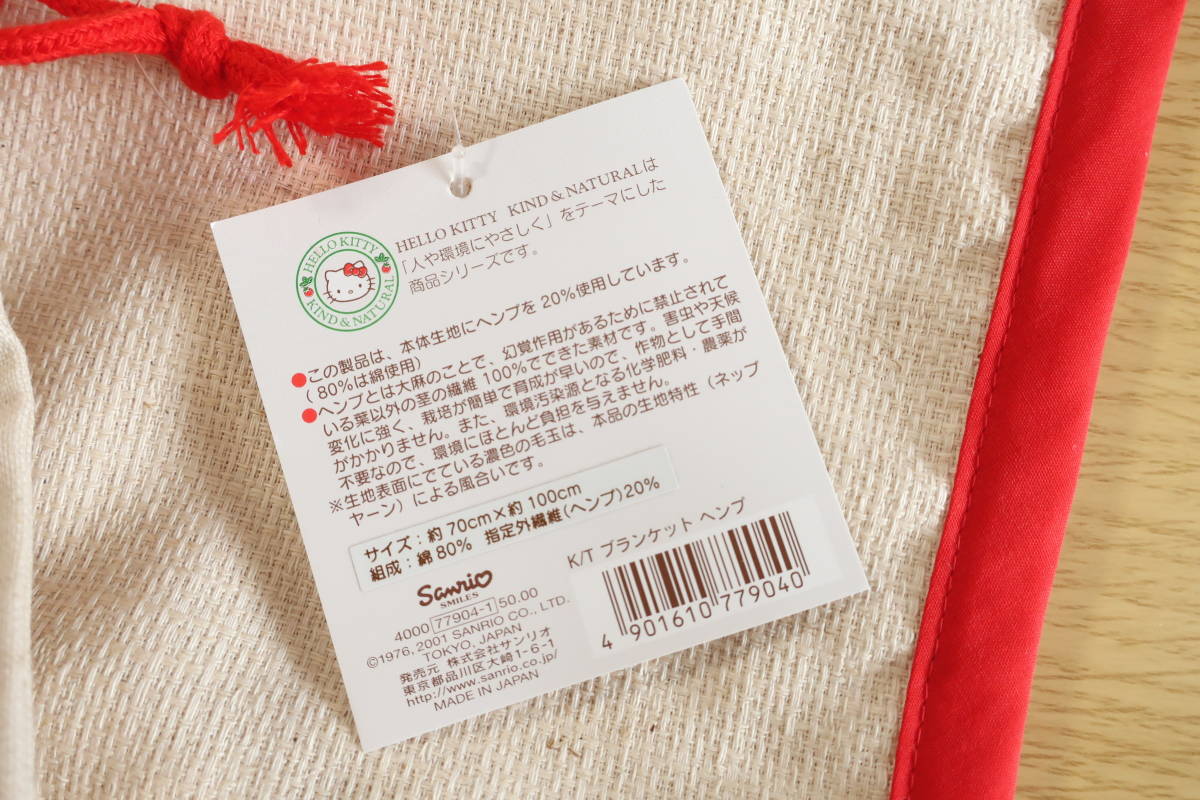 HELLO KITTY
KIND & NATURAL
HELLO KITTY KIND & NATURALは
「人や環境にやさしく」をテーマにした
商品シリーズです。
●この製品は、本体生地にヘンプを20%使用しています。
(80%は綿使用)
●ヘンプとは大麻のことで、幻覚作用があるために禁止されて
いる葉以外の茎の繊維100%でできた素材です。害虫や天候
変化に強く、栽培が簡単で育成が早いので、作物として手間
がかかりません。また、環境汚染源となる化学肥料・農薬が
不要なので、環境にほとんど負担を与えません。
※生地表面にでている濃色の毛玉は、本品の生地特性(ネップ
ヤーン)による風合いです。
サイズ:約70cm×約100cm
組成:綿80% 指定外繊維(ヘンプ)20%
Sanrio
SMILES
4000 77904-1 50.00
©1976, 2001 SANRIO CO., LTD.
TOKYO, JAPAN
発売元 株式会社サンリオ
東京都品川区大崎1-6-1
http://www.sanrio.co.jp/
MADE IN JAPAN
K/T ブランケット ヘンプ
4 901610 779040